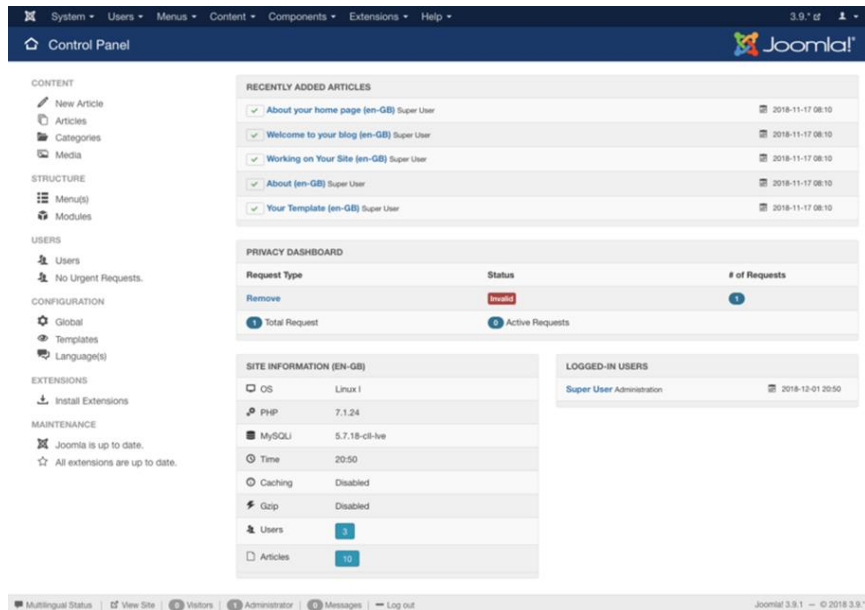 System Users Menus Content Components Extensions Help 3.9.*
Control Panel Joomla!®
CONTENT
New Article
Articles
Categories
Media
STRUCTURE
Menu(s)
Modules
USERS
Users
No Urgent Requests.
CONFIGURATION
Global
Templates
Language(s)
EXTENSIONS
Install Extensions
MAINTENANCE
Joomla is up to date.
All extensions are up to date.
RECENTLY ADDED ARTICLES
About your home page (en-GB) Super User 2018-11-17 08:10
Welcome to your blog (en-GB) Super User 2018-11-17 08:10
Working on Your Site (en-GB) Super User 2018-11-17 08:10
About (en-GB) Super User 2018-11-17 08:10
Your Template (en-GB) Super User 2018-11-17 08:10
PRIVACY DASHBOARD
Request Type Status # of Requests
Remove Invalid 1
1 Total Request 0 Active Requests
SITE INFORMATION (EN-GB)
OS Linux l
PHP 7.1.24
MySQLi 5.7.18-cll-lve
Time 20:50
Caching Disabled
Gzip Disabled
Users 3
Articles 10
LOGGED-IN USERS
Super User Administration 2018-12-01 20:50
Multilingual Status | View Site | 0 Visitors | 1 Administrator | 0 Messages | Log out Joomla! 3.9.1 — © 2018 3.9.*